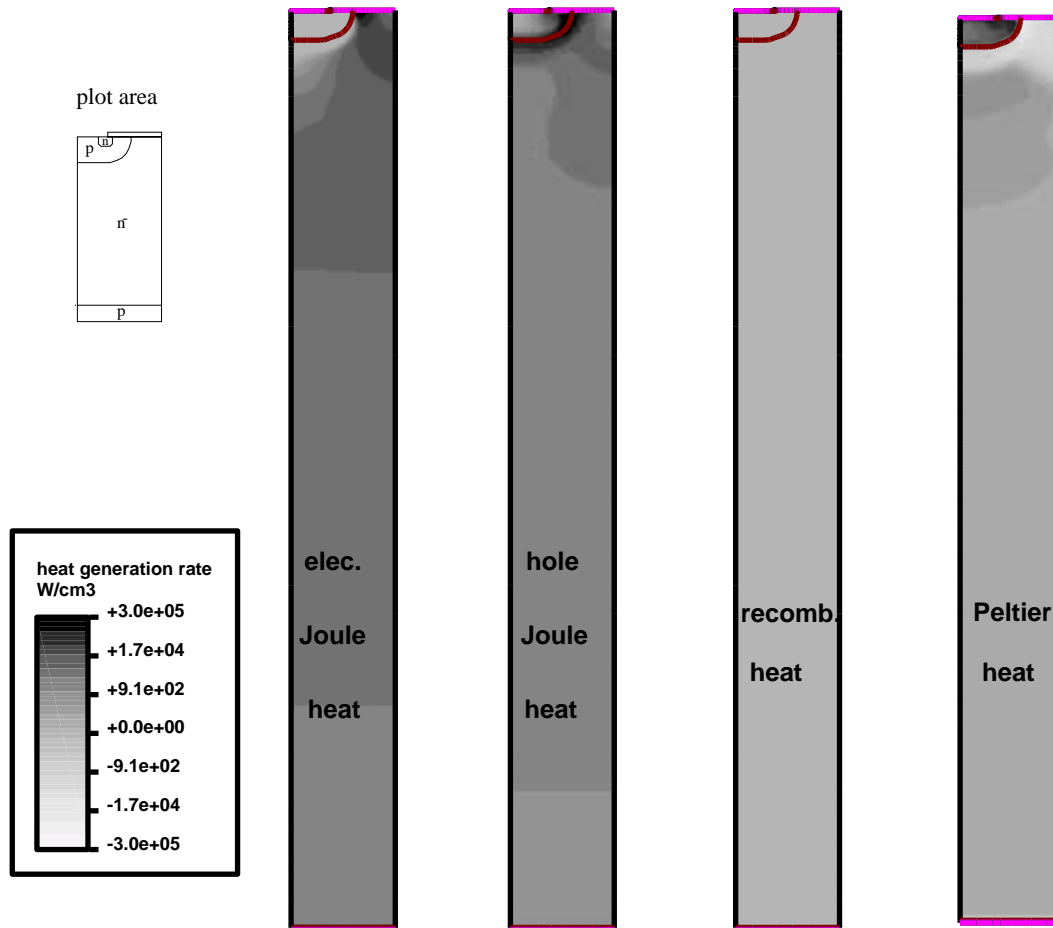 plot area
p
n
n-
p
heat generation rate
W/cm3
+3.0e+05
+1.7e+04
+9.1e+02
+0.0e+00
-9.1e+02
-1.7e+04
-3.0e+05
elec.
Joule
heat
hole
Joule
heat
recomb.
heat
Peltier
heat